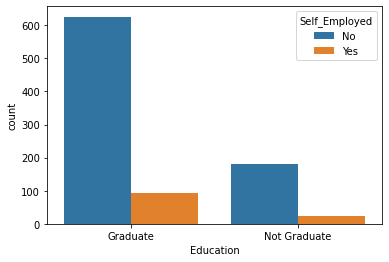 Self_Employed
No
Yes
600
500
400
300
200
100
0
count
Graduate
Not Graduate
Education